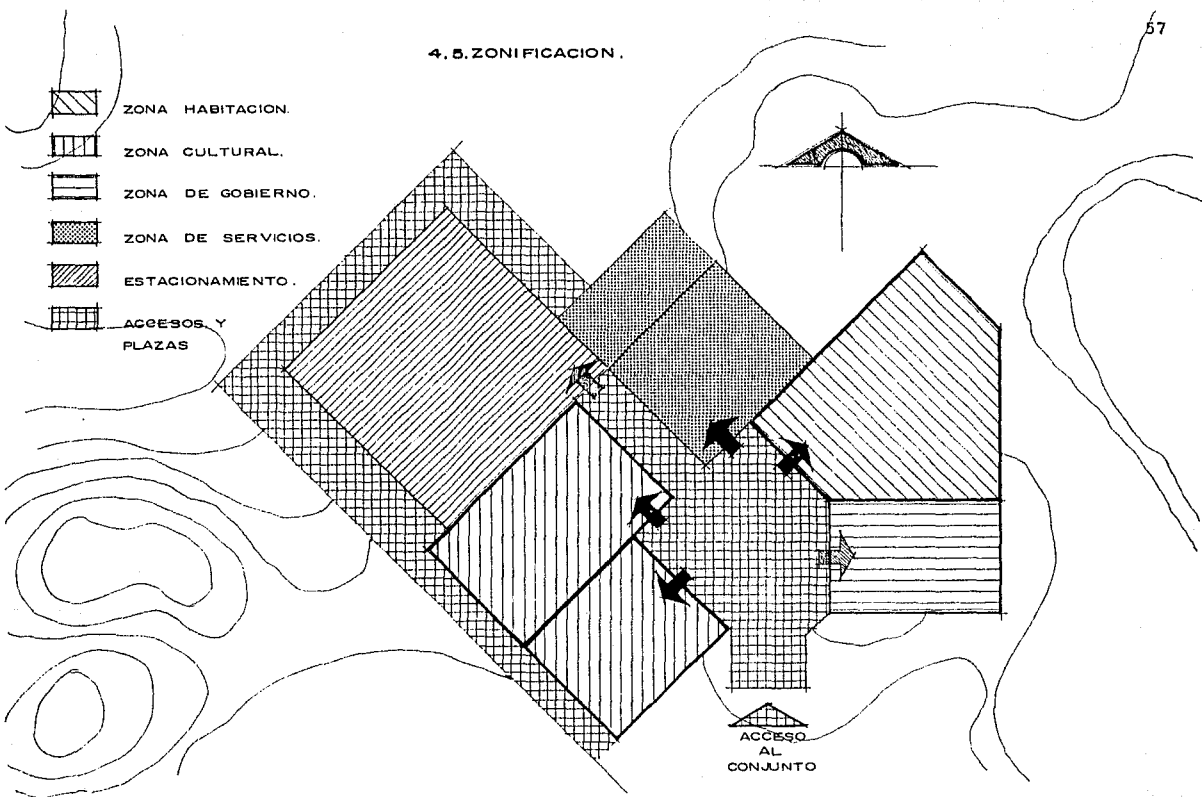 57
4.5. ZONIFICACION.
ZONA HABITACION.
ZONA CULTURAL.
ZONA DE GOBIERNO.
ZONA DE SERVICIOS.
ESTACIONAMIENTO.
ACCESOS Y
PLAZAS
ACCESO
AL
CONJUNTO